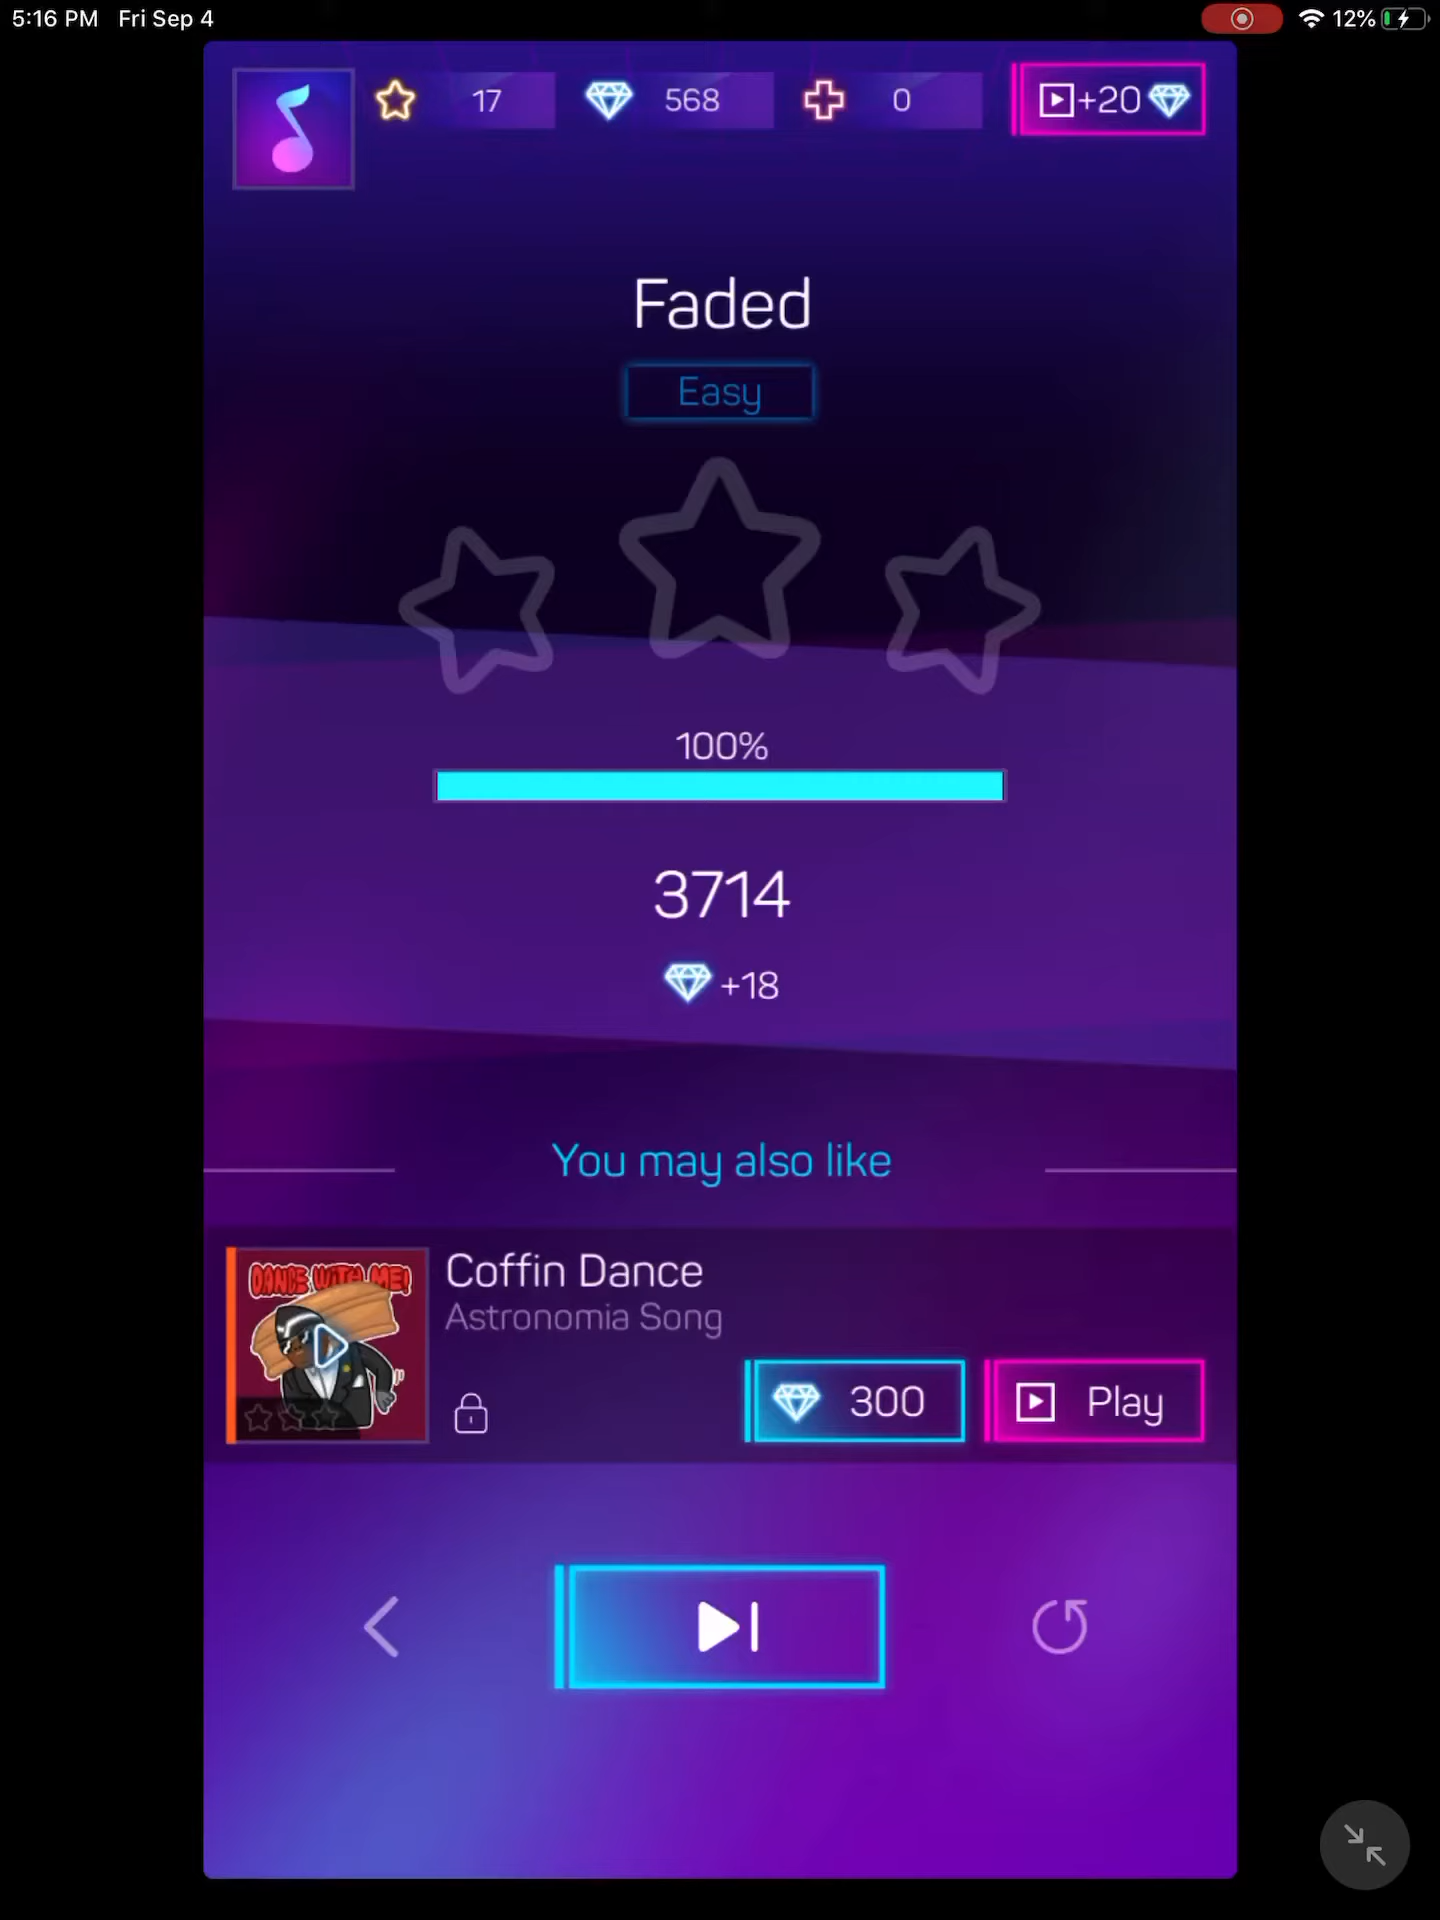 5:16 PM Fri Sep 4
12%
17
568
0
+20
Faded
Easy
100%
3714
+18
You may also like
DANCE WITH ME!
Coffin Dance
Astronomia Song
300
Play